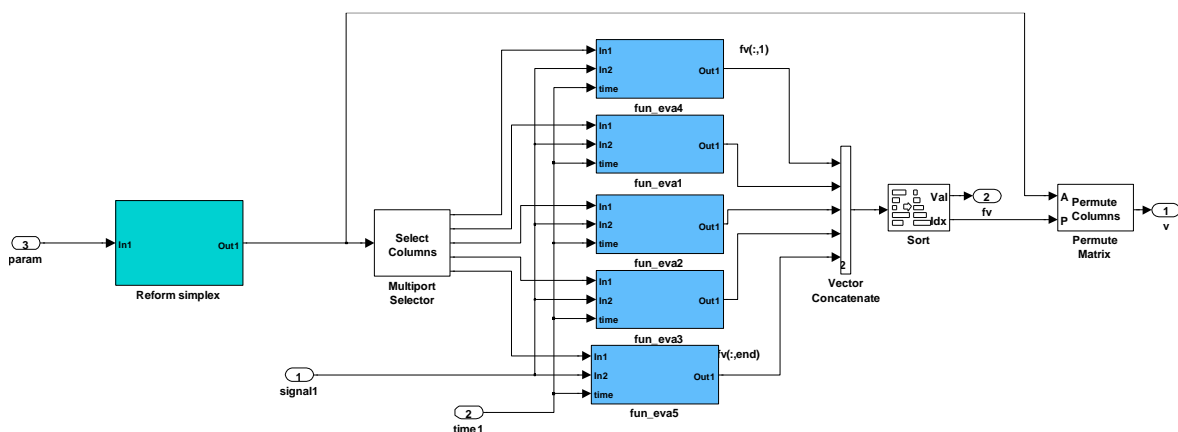 fv(:,1)
In1
In2
time
Out1
fun_eva4
In1
In2
time
Out1
fun_eva1
3
param
In1
Out1
Reform simplex
Select
Columns
Multiport
Selector
In1
In2
time
Out1
fun_eva2
In1
In2
time
Out1
fun_eva3
fv(:,end)
In1
In2
time
Out1
fun_eva5
1
signal1
2
time1
2
Vector
Concatenate
Val
Idx
Sort
2
fv
A
P
Permute
Columns
Permute
Matrix
1
v